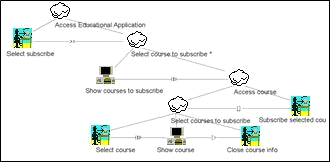 Access Educational Application
Select subscribe
Select course to subscribe *
Show courses to subscribe
Access course
Select courses to subscribe
Subscribe selected cou
Select course
Show course
Close course info